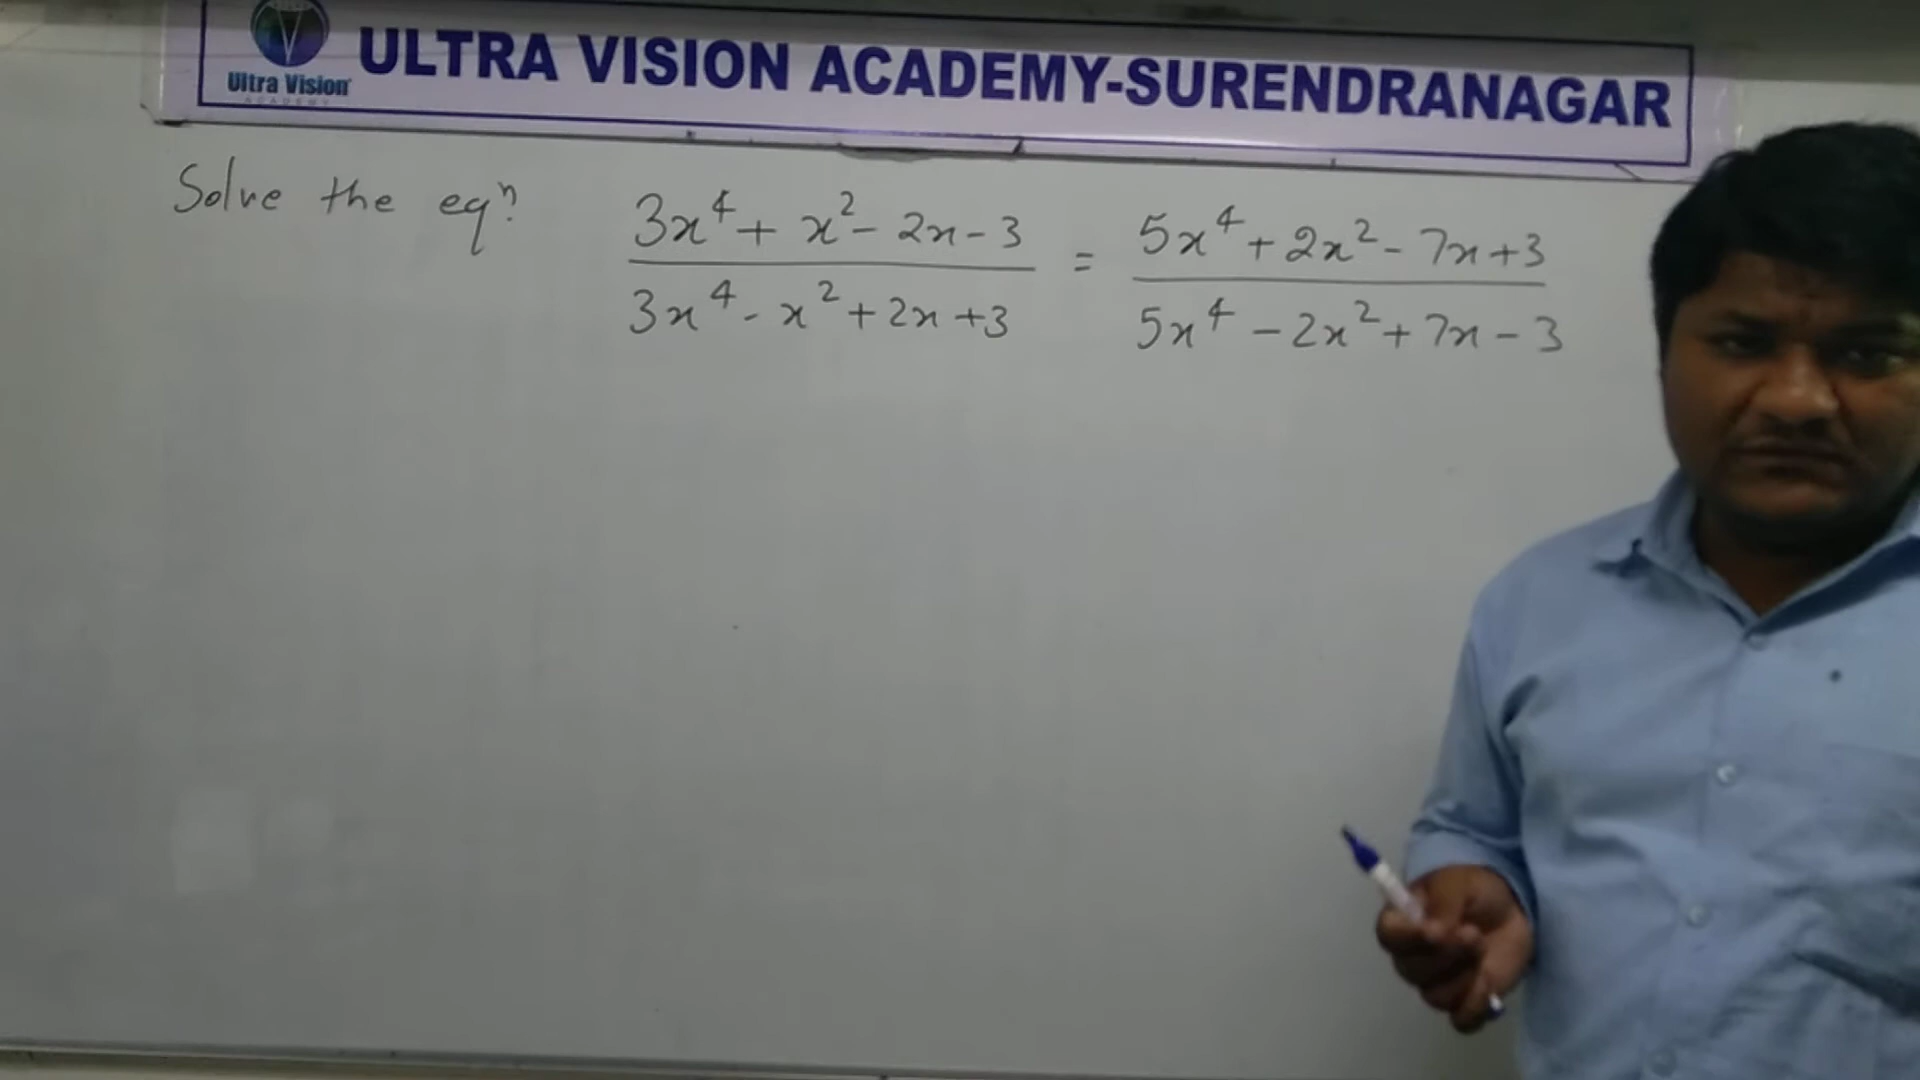 Ultra Vision
ACADEMY
ULTRA VISION ACADEMY-SURENDRANAGAR
Solve the eqⁿ: (3x⁴ + x² - 2x - 3)/(3x⁴ - x² + 2x + 3) = (5x⁴ + 2x² - 7x + 3)/(5x⁴ - 2x² + 7x - 3)